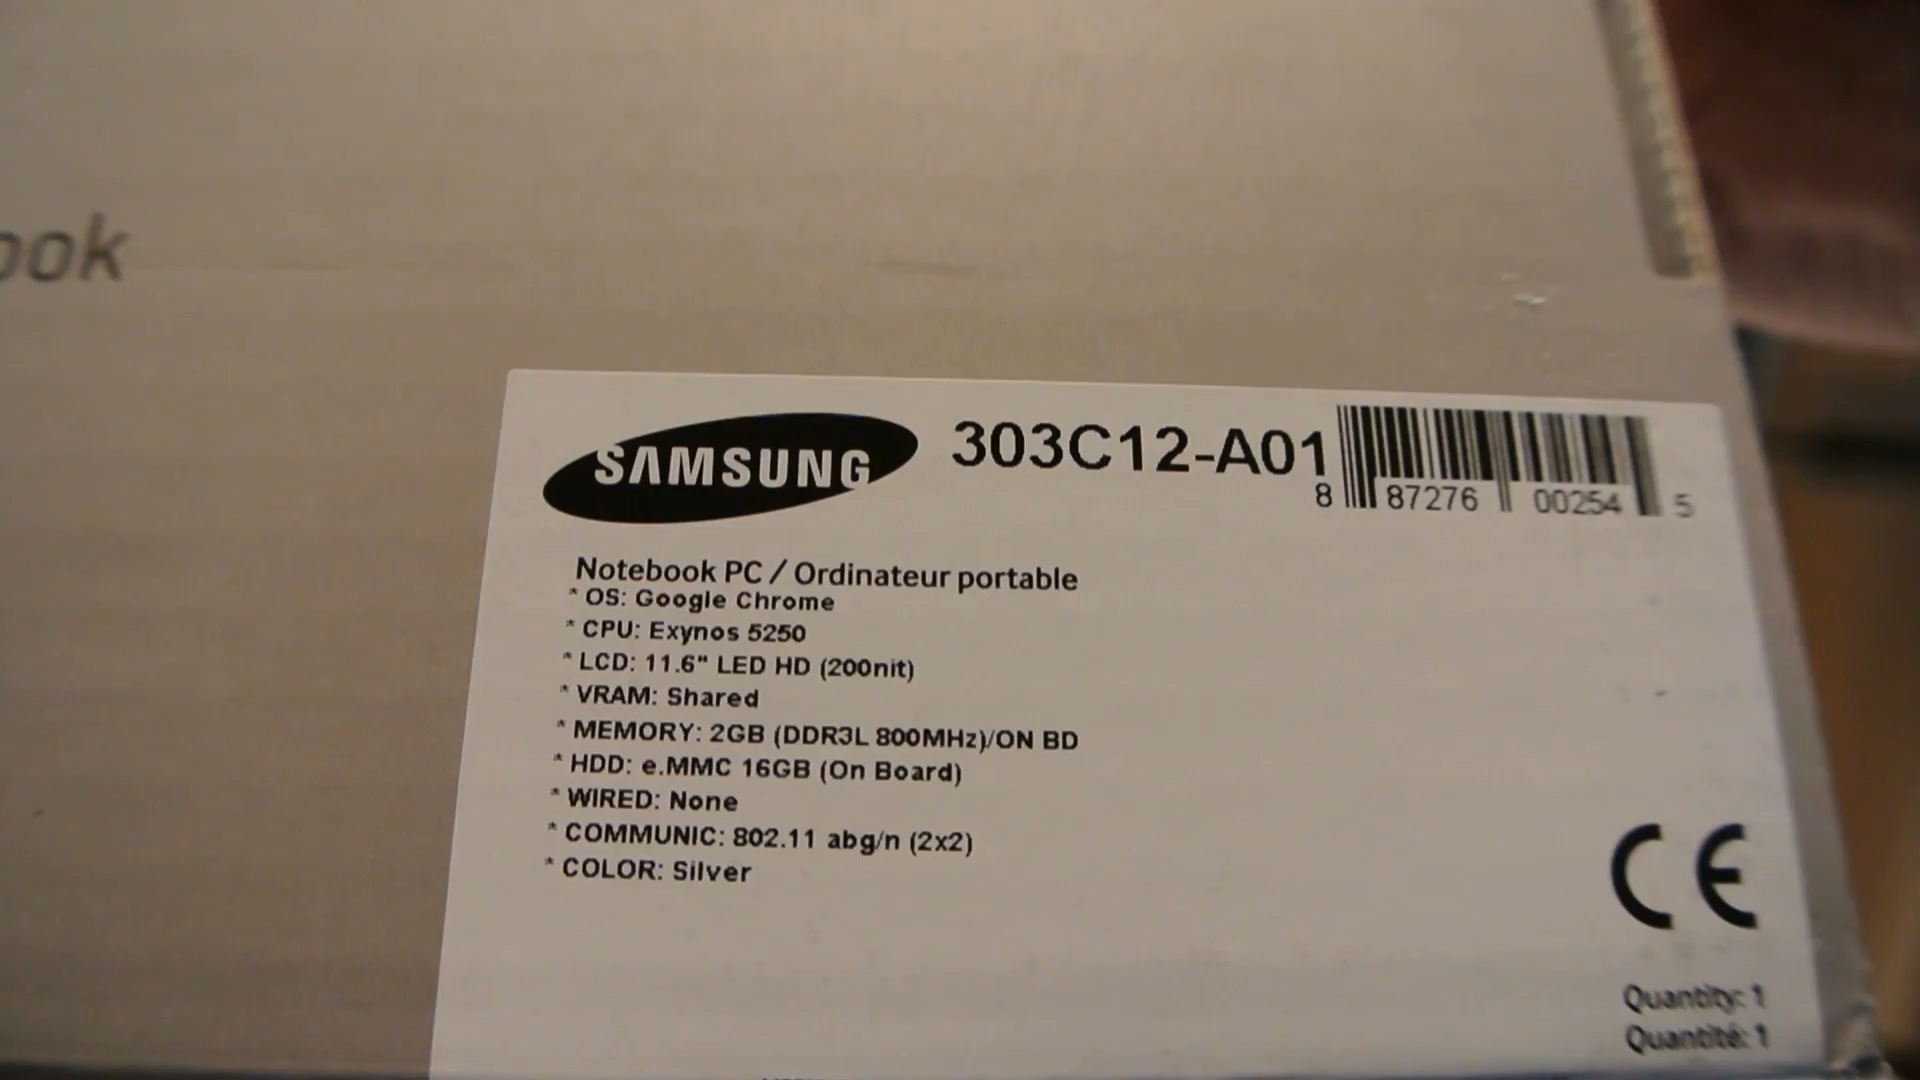 ook
SAMSUNG
303C12-A01
8 87276 00254 5
Notebook PC / Ordinateur portable
* OS: Google Chrome
* CPU: Exynos 5250
* LCD: 11.6" LED HD (200nit)
* VRAM: Shared
* MEMORY: 2GB (DDR3L 800MHz)/ON BD
* HDD: e.MMC 16GB (On Board)
* WIRED: None
* COMMUNIC: 802.11 abg/n (2x2)
* COLOR: Silver
CE
Quantity: 1
Quantité: 1